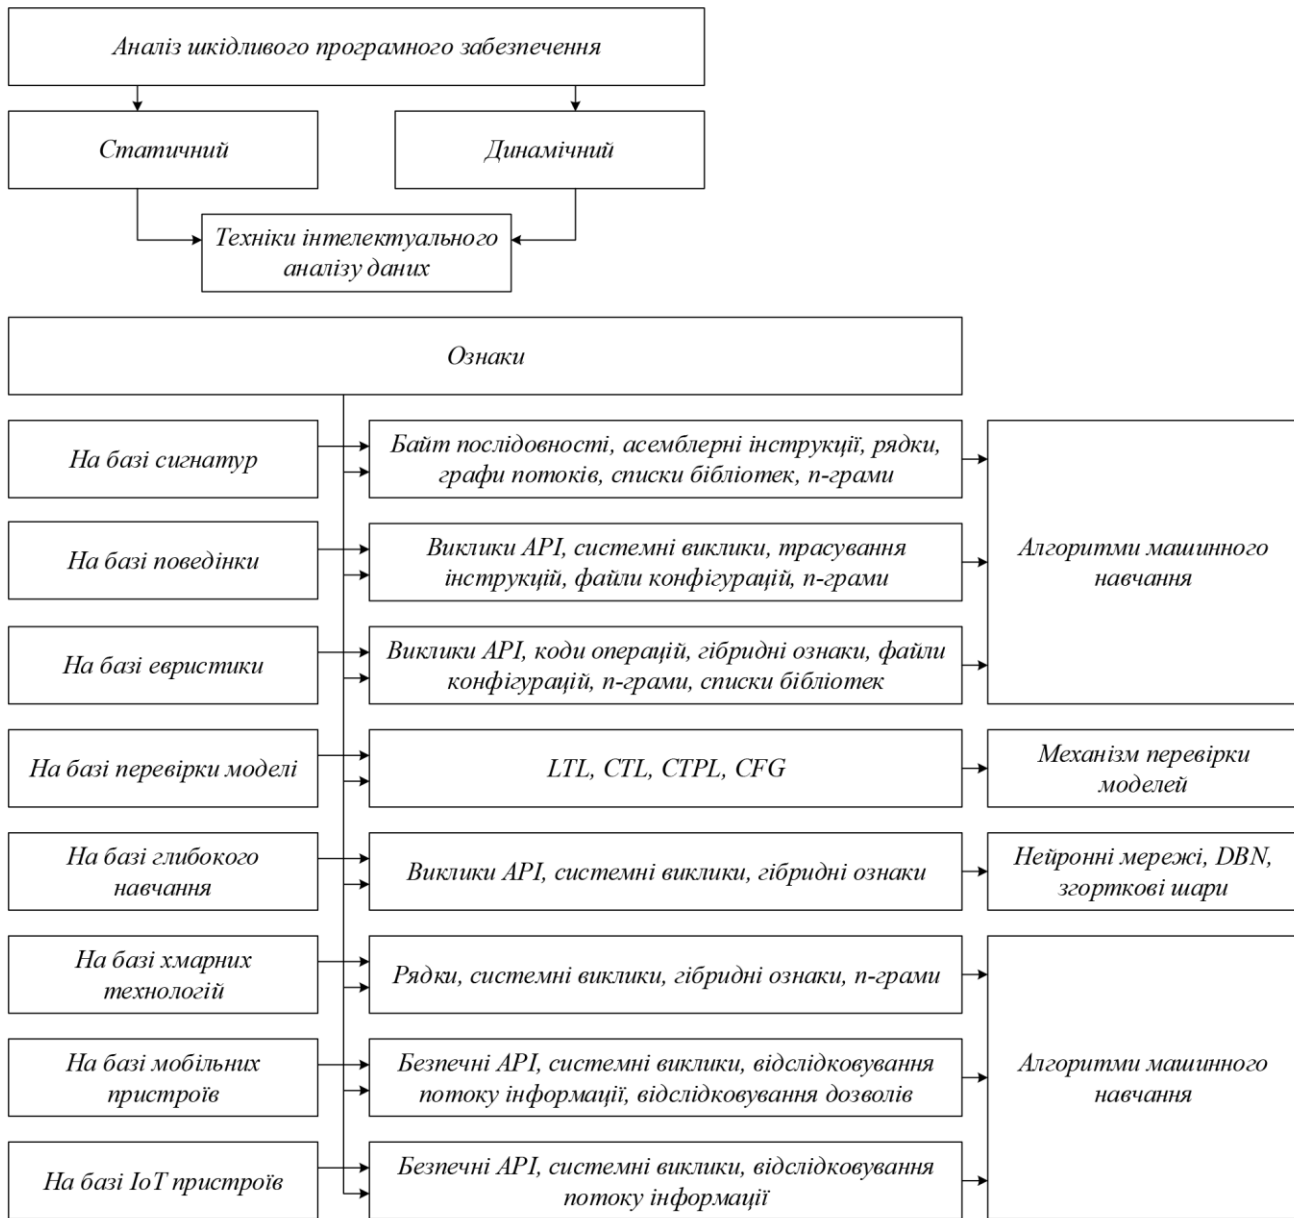 Аналіз шкідливого програмного забезпечення
Статичний
Динамічний
Техніки інтелектуального
аналізу даних
Ознаки
На базі сигнатур
Байт послідовності, асемблерні інструкції, рядки,
графи потоків, списки бібліотек, n-грами
Алгоритми машинного
навчання
На базі поведінки
Виклики API, системні виклики, трасування
інструкцій, файли конфігурацій, n-грами
На базі евристики
Виклики API, коди операцій, гібридні ознаки, файли
конфігурацій, n-грами, списки бібліотек
На базі перевірки моделі
LTL, CTL, CTPL, CFG
Механізм перевірки
моделей
На базі глибокого
навчання
Виклики API, системні виклики, гібридні ознаки
Нейронні мережі, DBN,
згорткові шари
На базі хмарних
технологій
Рядки, системні виклики, гібридні ознаки, n-грами
Алгоритми машинного
навчання
На базі мобільних
пристроїв
Безпечні API, системні виклики, відслідковування
потоку інформації, відслідковування дозволів
На базі IoT пристроїв
Безпечні API, системні виклики, відслідковування
потоку інформації